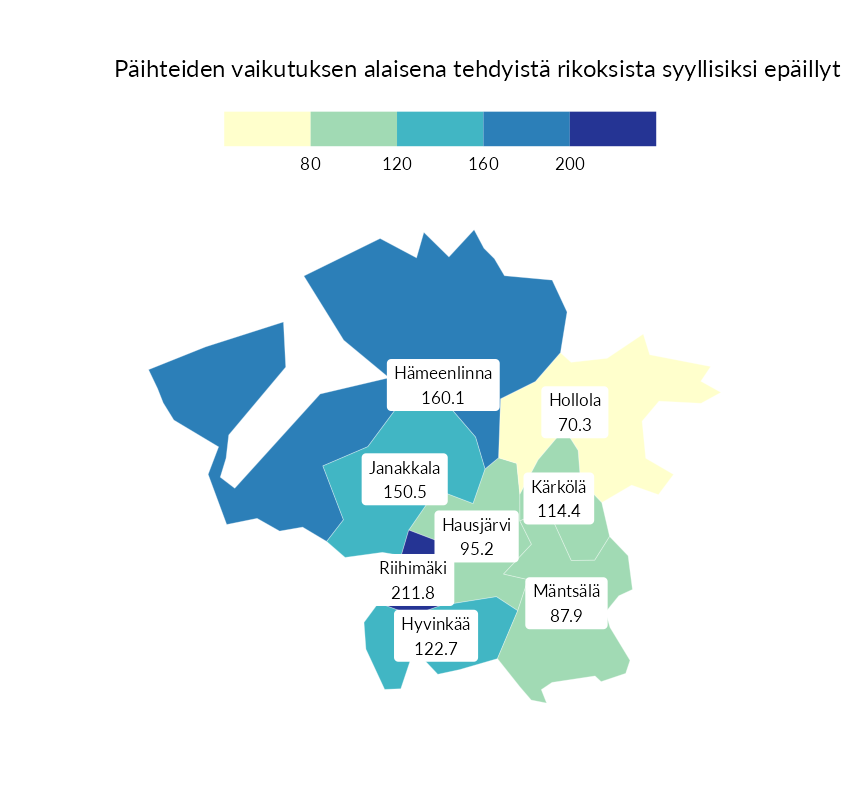 Päihteiden vaikutuksen alaisena tehdyistä rikoksista syyllisiksi epäillyt
80
120
160
200
Hämeenlinna
160.1
Hollola
70.3
Janakkala
150.5
Kärkölä
114.4
Hausjärvi
95.2
Riihimäki
211.8
Mäntsälä
87.9
Hyvinkää
122.7